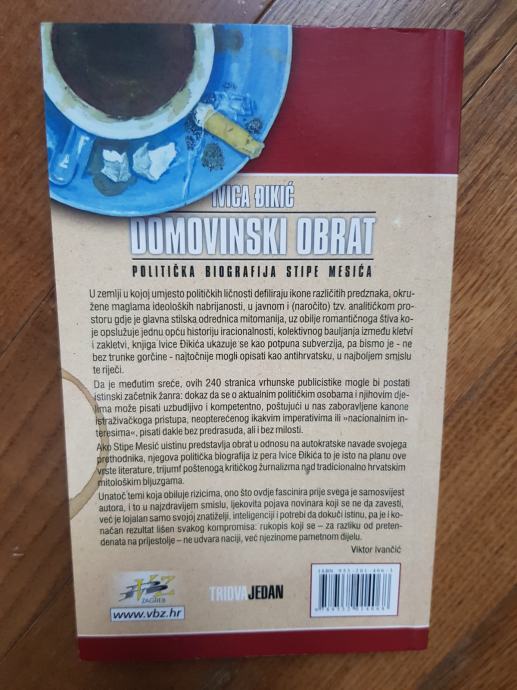 IVICA ĐIKIĆ
DOMOVINSKI OBRAT
POLITIČKA BIOGRAFIJA STIPE MESIĆA
U zemlji u kojoj umjesto političkih ličnosti defiliraju ikone različitih predznaka, okru-
žene maglama ideoloških nabrijanosti, u javnom i (naročito) tzv. analitičkom pro-
storu gdje je glavna stilska odrednica mitomanija, uz obilje romantičnoga štiva ko-
je opslužuje jednu opću historiju iracionalnosti, kolektivnog bauljanja između kletvi
i zakletvi, knjiga Ivice Đikića ukazuje se kao potpuna subverzija, pa bismo je - ne
bez trunke gorčine - najtočnije mogli opisati kao antihrvatsku, u najboljem smislu
te riječi.
Da je međutim sreće, ovih 240 stranica vrhunske publicistike mogle bi postati
istinski začetnik žanra: dokaz da se o aktualnim političkim osobama i njihovim dje-
lima može pisati uzbudljivo i kompetentno, poštujući u nas zaboravljene kanone
istraživačkoga pristupa, neopterećenog ikakvim imperativima ili «nacionalnim in-
teresima», pisati dakle bez predrasuda, ali i bez milosti.
Ako Stipe Mesić uistinu predstavlja obrat u odnosu na autokratske navade svojega
prethodnika, njegova politička biografija iz pera Ivice Đikića to je isto na planu ove
vrste literature, trijumf poštenoga kritičkog žurnalizma nad tradicionalno hrvatskim
mitološkim bljuzgama.
Unatoč temi koja obiluje rizicima, ono što ovdje fascinira prije svega je samosvijest
autora, i to u najzdravijem smislu, ljekovita pojava novinara koji se ne da zavesti,
već je lojalan samo svojoj znatiželji, inteligenciji i potrebi da dokuči istinu, pa je i ko-
načan rezultat lišen svakog kompromisa: rukopis koji se – za razliku od preten-
denata na prijestolje – ne udvara naciji, već njezinome pametnom dijelu.
Viktor Ivančić
VBZ
ZAGREB
www.vbz.hr
TRIDVAJEDAN